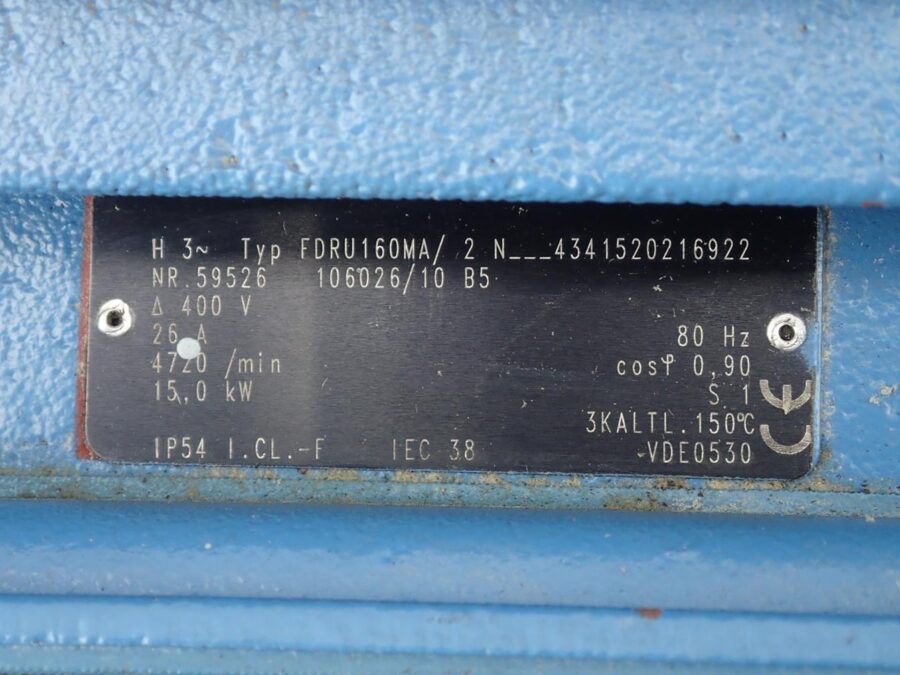 H 3~ Typ FDRU160MA/ 2 N___4341520216922
NR.59526 106026/10 B5
Δ 400 V
26 A 80 Hz
4720 /min cosφ 0,90
15,0 kW S 1
3KALTL.150°C
IP54 I.CL.-F IEC 38 VDE0530
CE